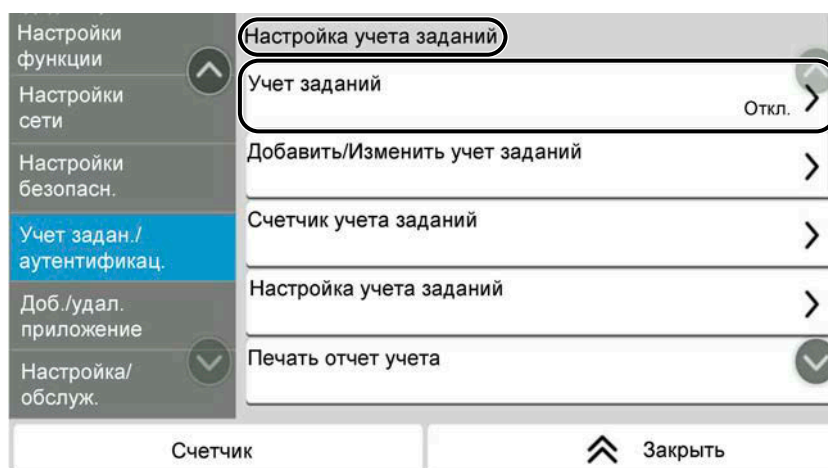 Настройки
функции
Настройки
сети
Настройки
безопасн.
Учет задан./
аутентификац.
Доб./удал.
приложение
Настройка/
обслуж.
Настройка учета заданий
Учет заданий
Откл.
Добавить/Изменить учет заданий
Счетчик учета заданий
Настройка учета заданий
Печать отчет учета
Счетчик
Закрыть